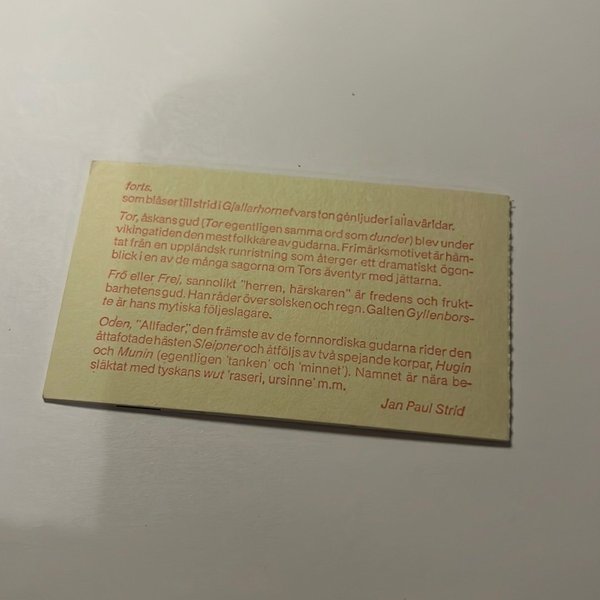 forts.
som blåser till strid i Gjallarhornet vars ton genljuder i alla världar.
Tor, åskans gud (Tor egentligen samma ord som dunder) blev under
vikingatiden den mest folkkäre av gudarna. Frimärksmotivet är häm-
tat från en uppländsk runristning som återger ett dramatiskt ögon-
blick i en av de många sagorna om Tors äventyr med jättarna.
Frö eller Frej, sannolikt "herren, härskaren" är fredens och frukt-
barhetens gud. Han råder över solsken och regn. Galten Gyllenbors-
te är hans mytiska följeslagare.
Oden, "Allfader," den främste av de fornnordiska gudarna rider den
åttafotade hästen Sleipner och åtföljs av två spejande korpar, Hugin
och Munin (egentligen 'tanken' och 'minnet'). Namnet är nära be-
släktat med tyskans wut 'raseri, ursinne' m.m.
Jan Paul Strid